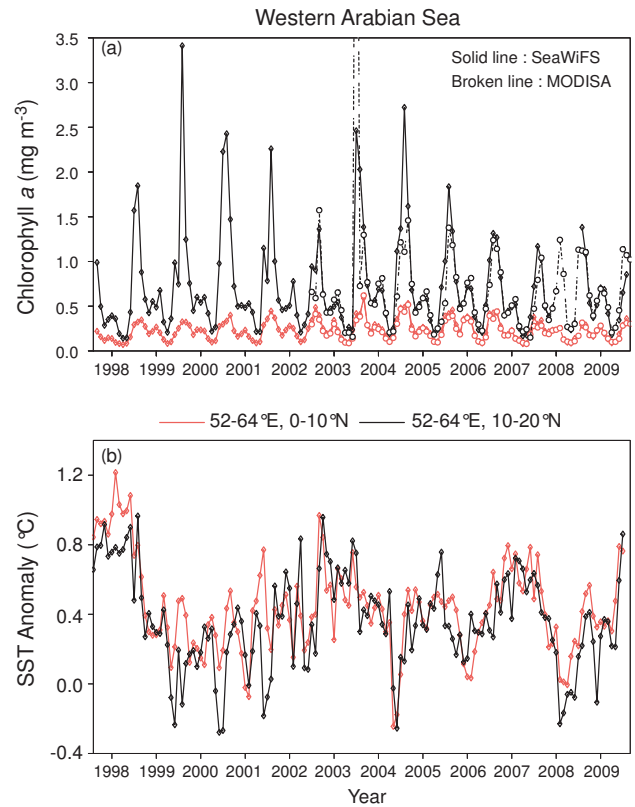 Western Arabian Sea
(a)
Solid line : SeaWiFS
Broken line : MODISA
Chlorophyll a (mg m-3)
3.5
3.0
2.5
2.0
1.5
1.0
0.5
0.0
1998 1999 2000 2001 2002 2003 2004 2005 2006 2007 2008 2009
52-64°E, 0-10°N 52-64°E, 10-20°N
(b)
SST Anomaly (°C)
1.2
0.8
0.4
0.0
-0.4
1998 1999 2000 2001 2002 2003 2004 2005 2006 2007 2008 2009
Year